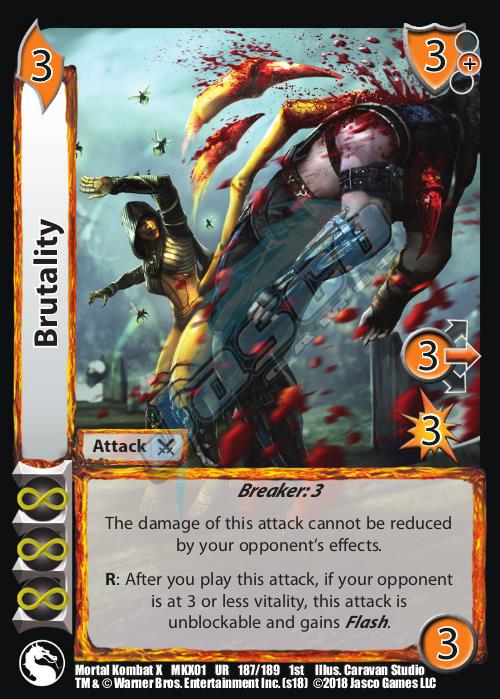 3
3
+
Brutality
3
3
Attack
Breaker: 3
The damage of this attack cannot be reduced
by your opponent's effects.
R: After you play this attack, if your opponent
is at 3 or less vitality, this attack is
unblockable and gains Flash.
3
Mortal Kombat X MKX01 UR 187/189 1st Illus. Caravan Studio
TM & © Warner Bros. Entertainment Inc. (s18) ©2018 Jasco Games LLC